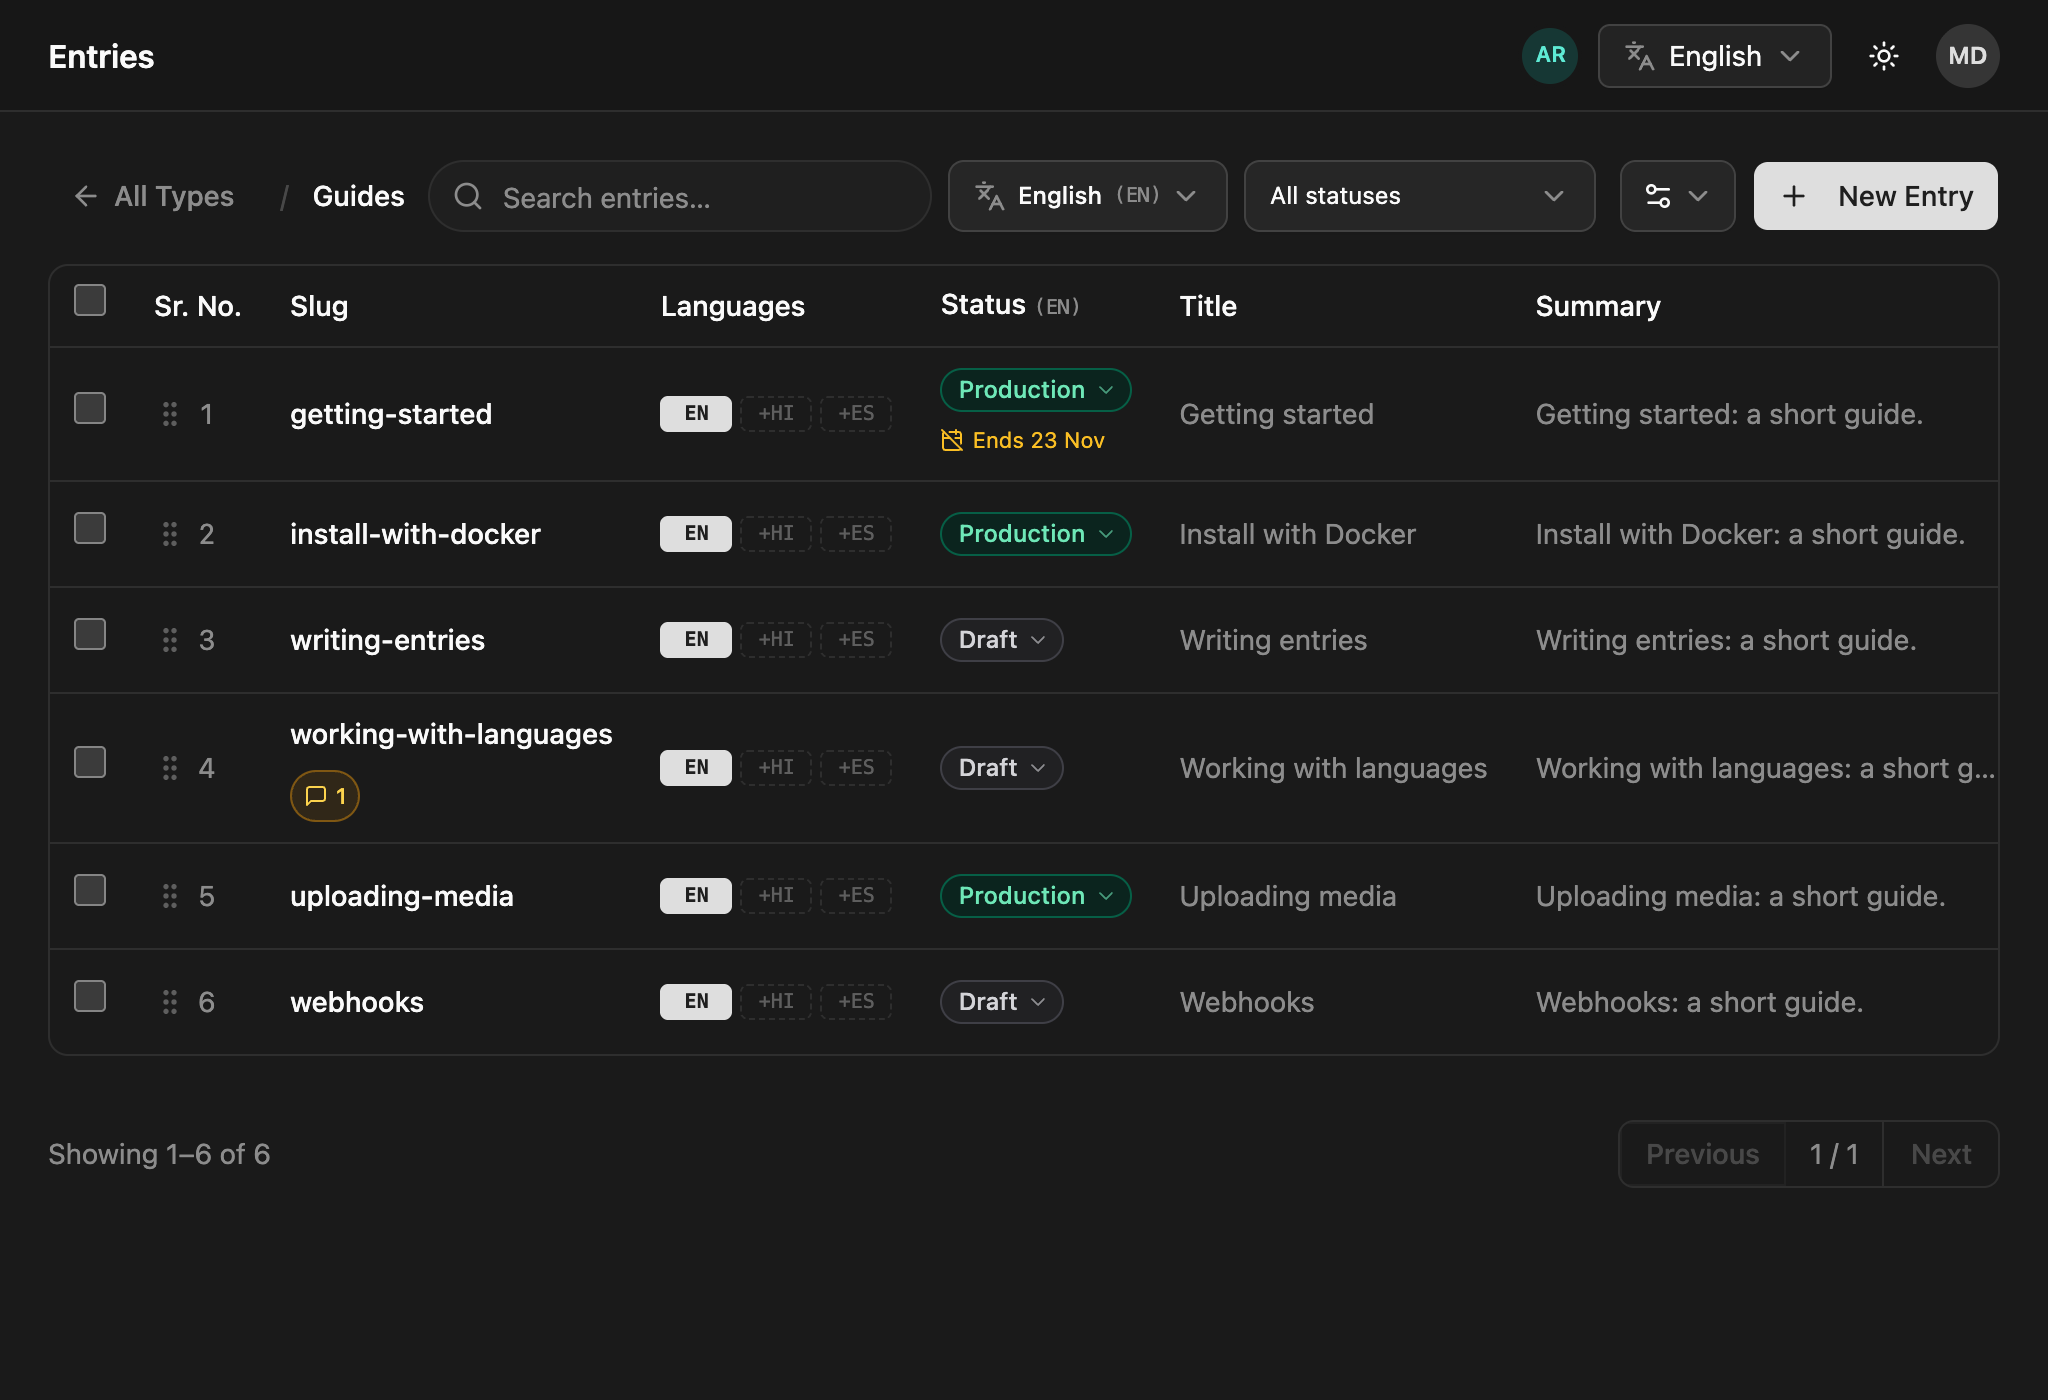 Entries
AR
English
MD
All Types / Guides
Search entries...
English (EN)
All statuses
+ New Entry
Sr. No. Slug Languages Status (EN) Title Summary
1 getting-started EN +HI +ES Production Getting started Getting started: a short guide.
Ends 23 Nov
2 install-with-docker EN +HI +ES Production Install with Docker Install with Docker: a short guide.
3 writing-entries EN +HI +ES Draft Writing entries Writing entries: a short guide.
4 working-with-languages EN +HI +ES Draft Working with languages Working with languages: a short g...
1
5 uploading-media EN +HI +ES Production Uploading media Uploading media: a short guide.
6 webhooks EN +HI +ES Draft Webhooks Webhooks: a short guide.
Showing 1–6 of 6
Previous 1 / 1 Next